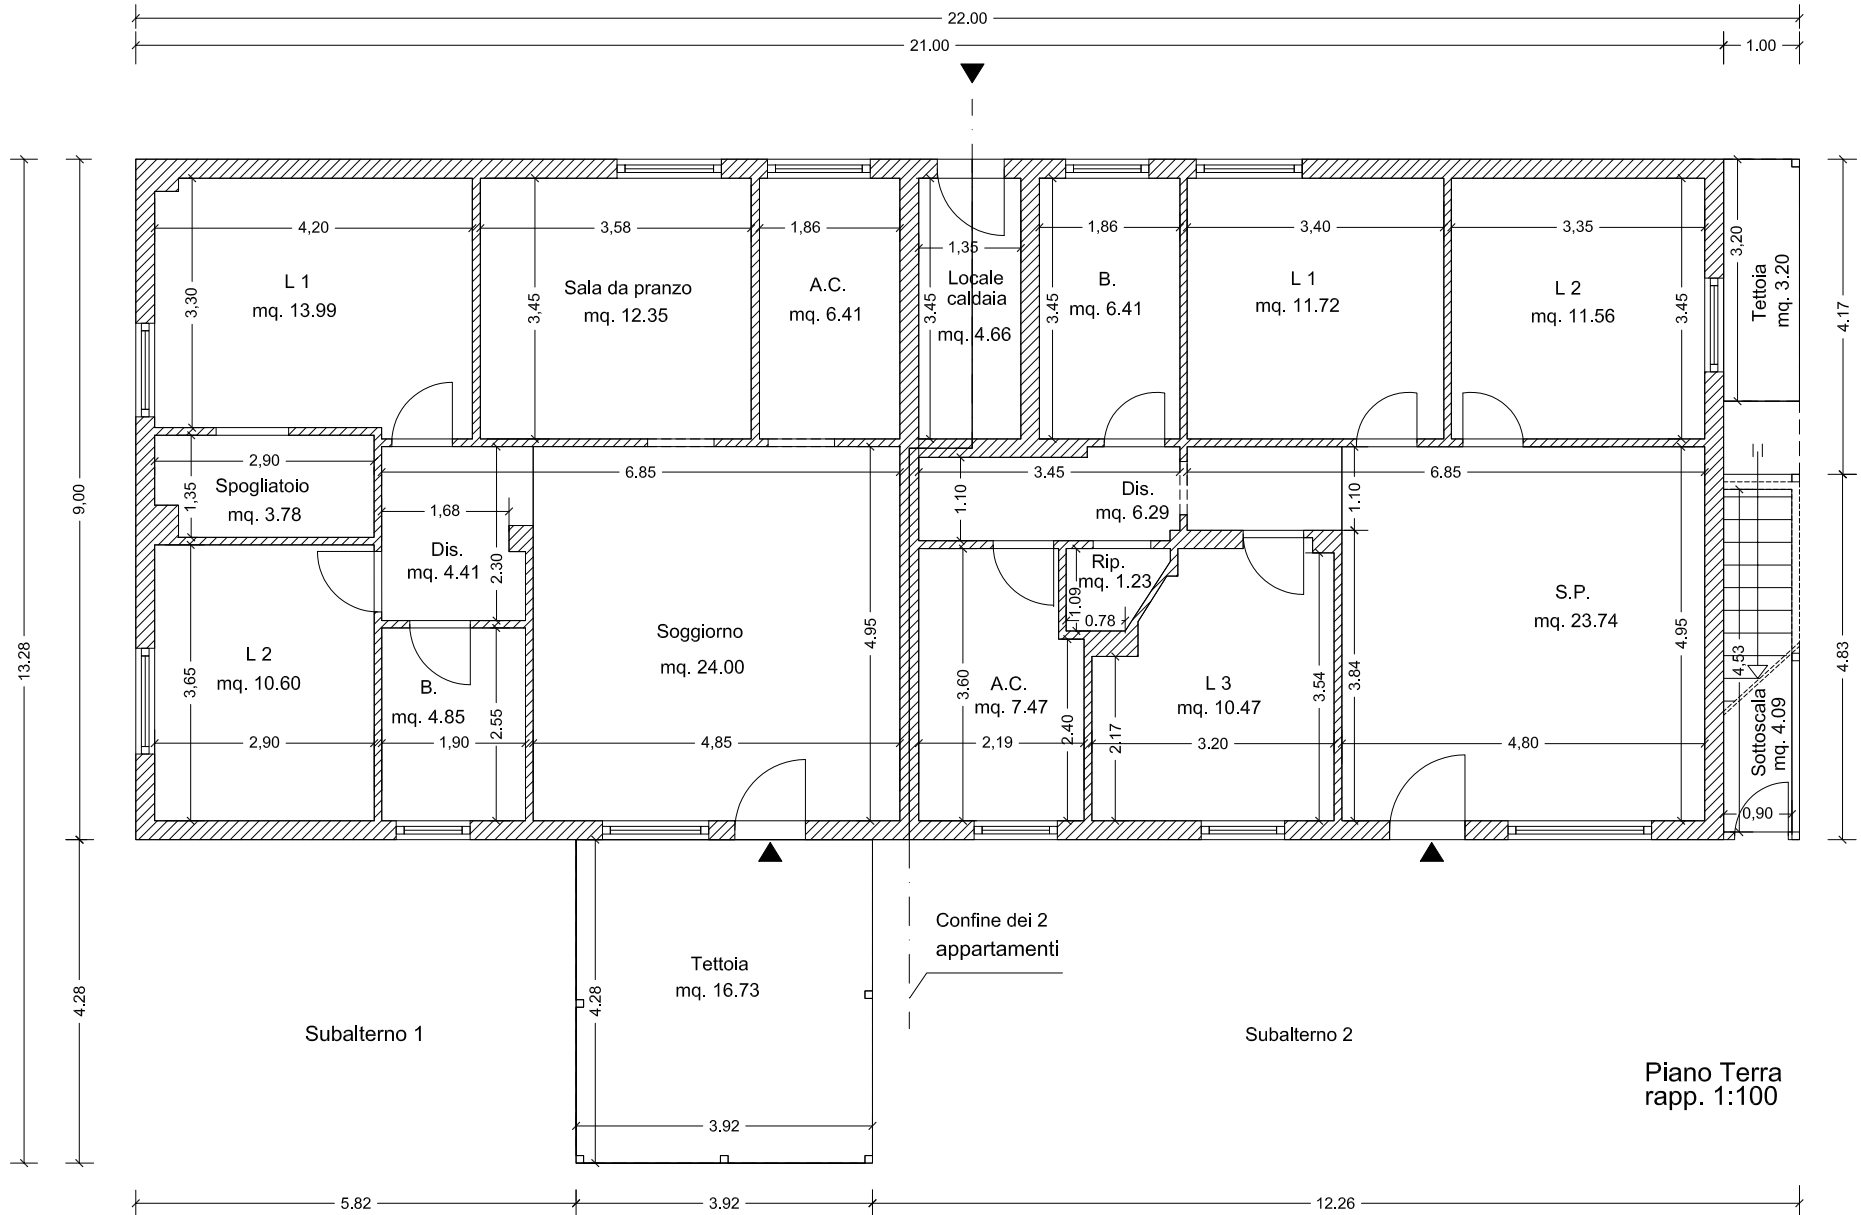 22.00
21.00
1.00
4,20
3,58
1,86
1,35
1,86
3,40
3,35
3,30
3,45
3.45
3.45
3.45
3,20
L 1
mq. 13.99
Sala da pranzo
mq. 12.35
A.C.
mq. 6.41
Locale
caldaia
mq. 4.66
B.
mq. 6.41
L 1
mq. 11.72
L 2
mq. 11.56
Tettoia
mq. 3.20
4.17
9,00
13.28
2,90
1,35
Spogliatoio
mq. 3.78
6.85
1,68
Dis.
mq. 4.41
2.30
3.45
1.10
Dis.
mq. 6.29
6.85
1.10
Rip.
mq. 1.23
1.09
0.78
S.P.
mq. 23.74
Soggiorno
mq. 24.00
4.95
4.95
L 2
mq. 10.60
3,65
2,90
B.
mq. 4.85
1,90
2.55
4,85
3.60
A.C.
mq. 7.47
2,19
2.40
2.17
L 3
mq. 10.47
3.20
3.54
3.84
4,80
4,53
Sottoscala
mq. 4.09
0,90
4.83
Confine dei 2
appartamenti
Tettoia
mq. 16.73
4.28
4.28
3.92
Subalterno 1
Subalterno 2
Piano Terra
rapp. 1:100
5.82
3.92
12.26